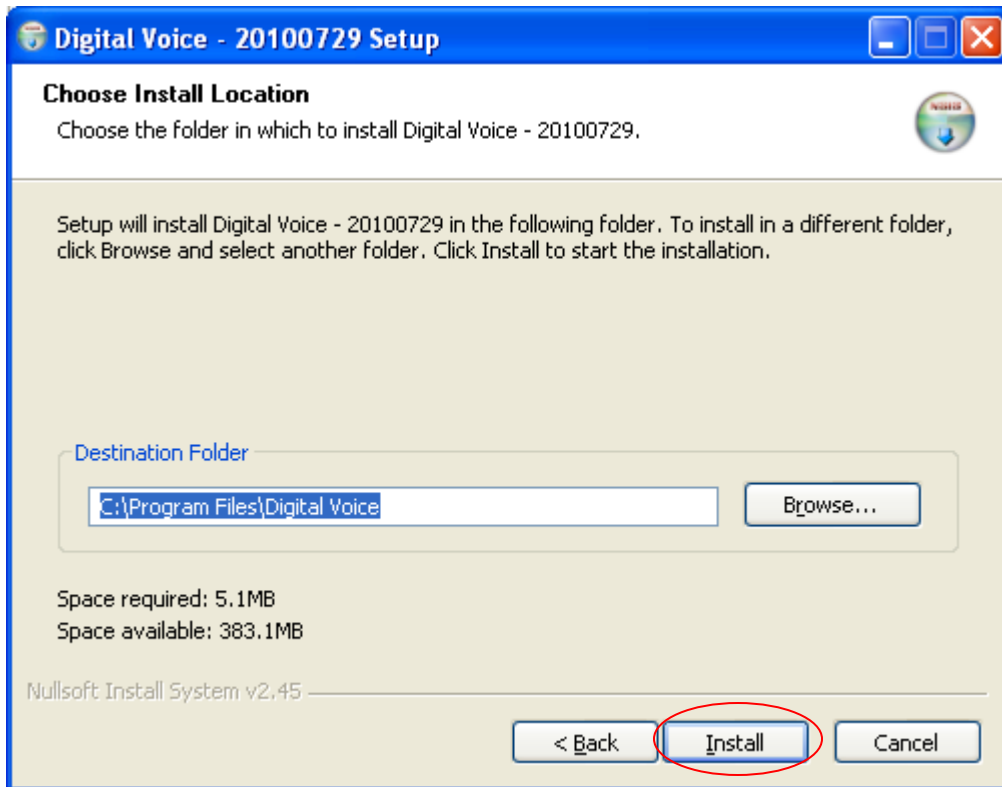 Digital Voice - 20100729 Setup
Choose Install Location
Choose the folder in which to install Digital Voice - 20100729.
Setup will install Digital Voice - 20100729 in the following folder. To install in a different folder,
click Browse and select another folder. Click Install to start the installation.
Destination Folder
C:\Program Files\Digital Voice
Browse...
Space required: 5.1MB
Space available: 383.1MB
Nullsoft Install System v2.45
< Back Install Cancel